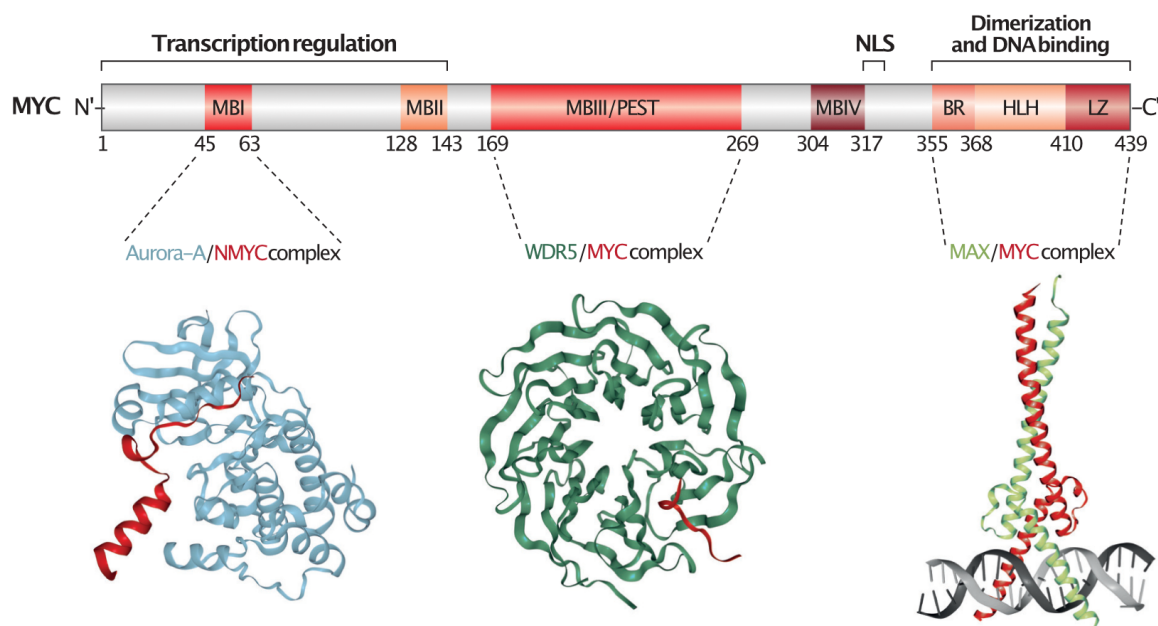 Transcription regulation
NLS
Dimerization
and DNA binding
MYC N' MBI MBII MBIII/PEST MBIV BR HLH LZ C'
1 45 63 128 143 169 269 304 317 355 368 410 439
Aurora-A/NMYC complex
WDR5/MYC complex
MAX/MYC complex